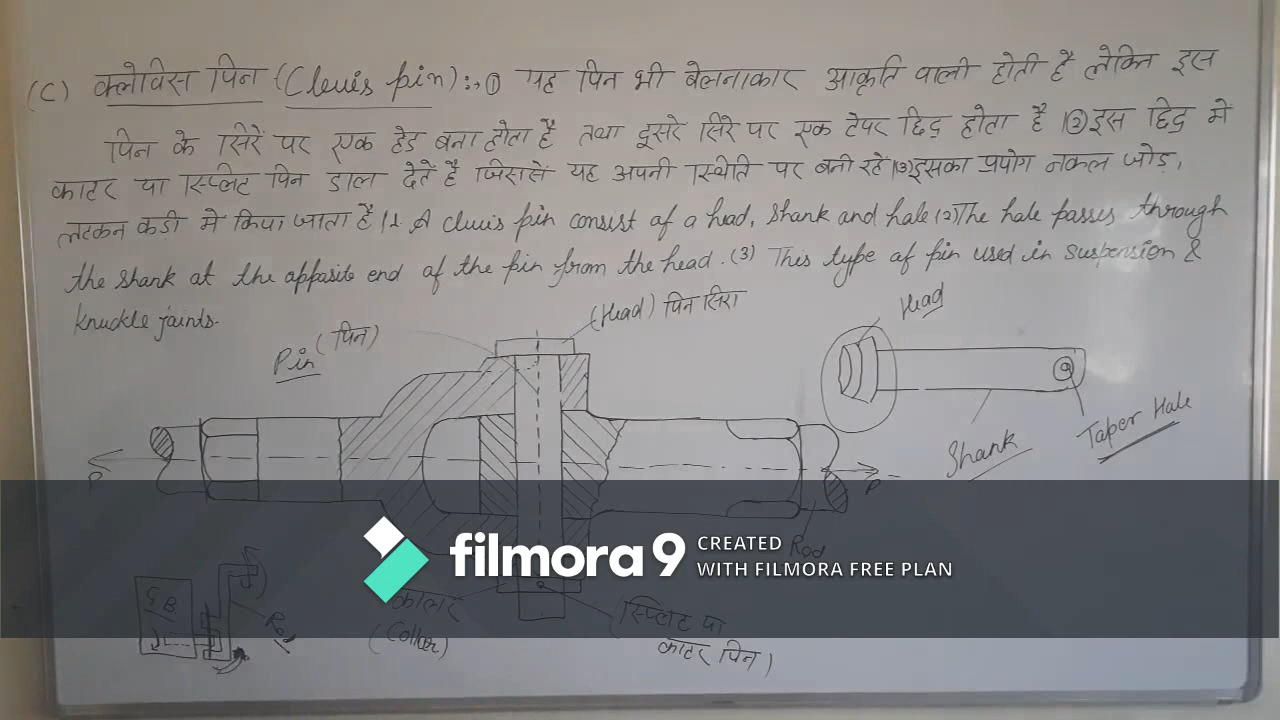 (C) क्लेविस पिन (Clevis pin) :→ ① यह पिन भी बेलनाकार आकृति वाली होती है लेकिन इस
पिन के सिरें पर एक हेड बना होता है तथा दूसरे सिरे पर एक टेपर छिद्र होता है।②इस छिद्र में
काटर या स्प्लिट पिन डाल देतें है जिससें यह अपनी स्थिति पर बनी रहे।③इसका प्रयोग नकल जोड़,
लटकन कडी में किया जाता है।1. A clevis pin consist of a head, shank and hole (2) The hole passes through
the shank at the opposite end of the pin from the head. (3) This type of pin used in suspension &
knuckle joints.
Pin (पिन)
(Head) पिन सिरा
Head
Shank
Taper Hole
P
P
Rod
filmora 9 CREATED
WITH FILMORA FREE PLAN
G.B.
Rod
कालर
(Collar)
(स्प्लिट या
काटर पिन)